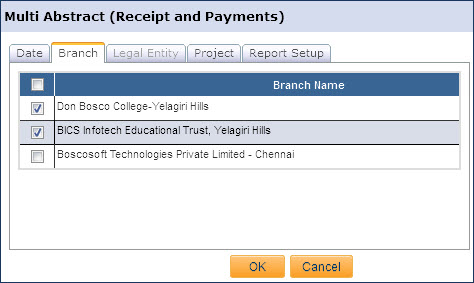 Multi Abstract (Receipt and Payments)
Date Branch Legal Entity Project Report Setup
Branch Name
Don Bosco College-Yelagiri Hills
BICS Infotech Educational Trust, Yelagiri Hills
Boscosoft Technologies Private Limited - Chennai
OK Cancel